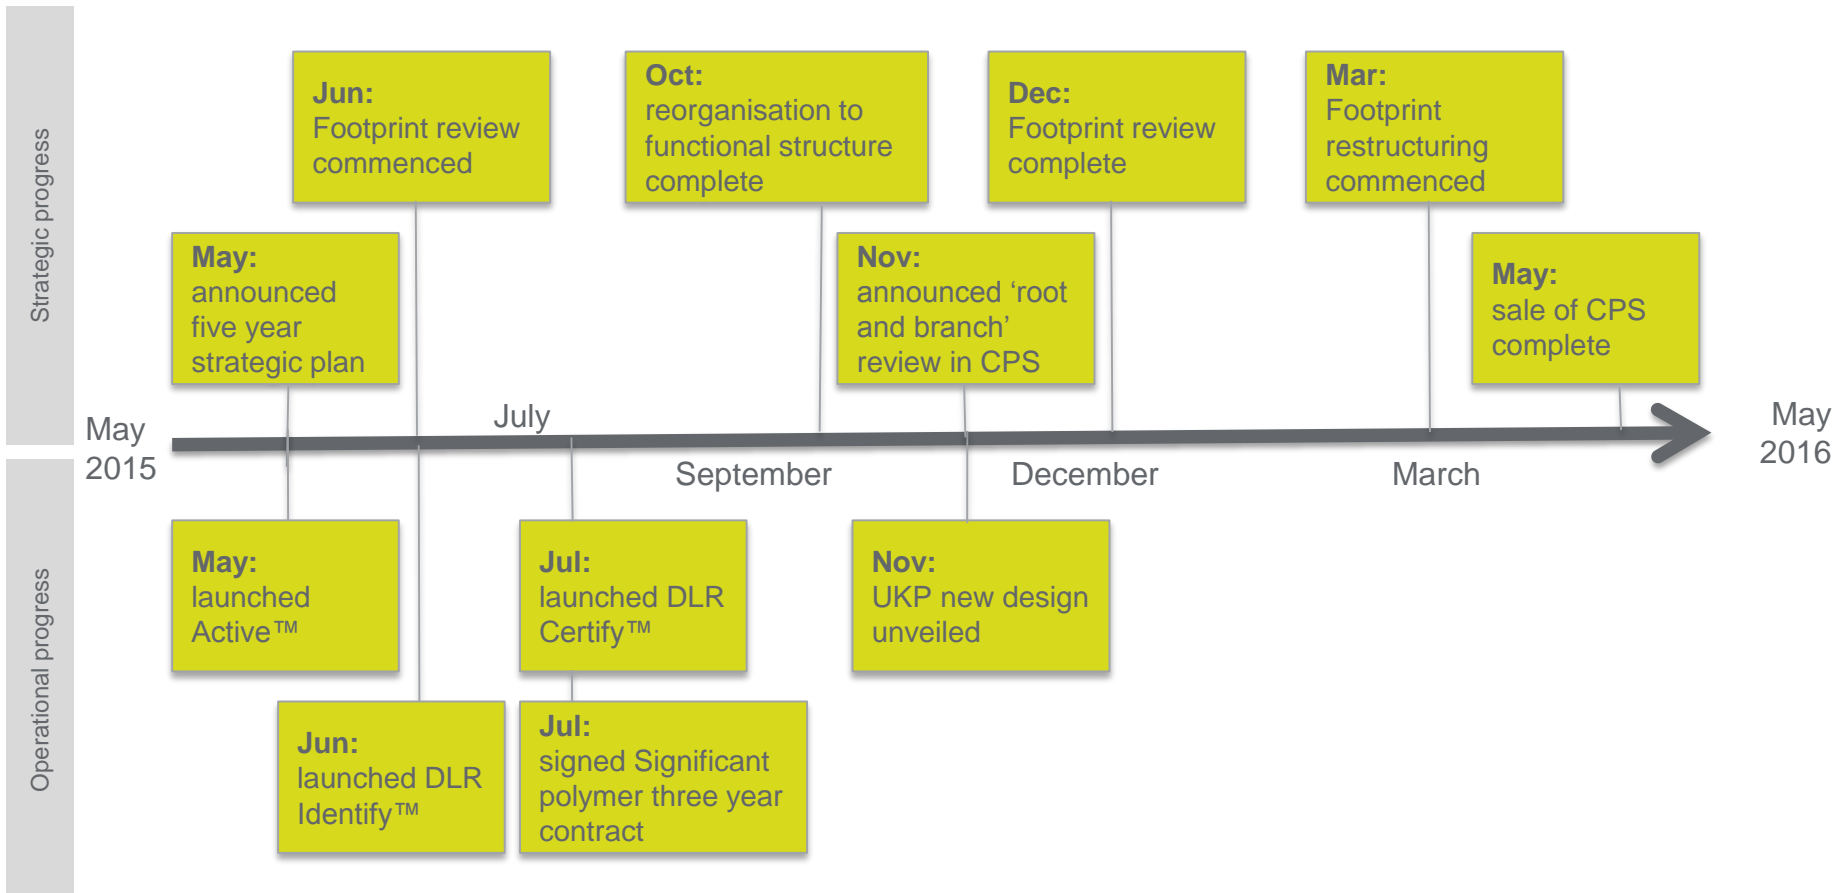 Strategic progress
Jun:
Footprint review
commenced
Oct:
reorganisation to
functional structure
complete
Dec:
Footprint review
complete
Mar:
Footprint
restructuring
commenced
May:
announced
five year
strategic plan
Nov:
announced ‘root
and branch’
review in CPS
May:
sale of CPS
complete
May
2015
July
September
December
March
May
2016
Operational progress
May:
launched
Active™
Jul:
launched DLR
Certify™
Nov:
UKP new design
unveiled
Jun:
launched DLR
Identify™
Jul:
signed Significant
polymer three year
contract